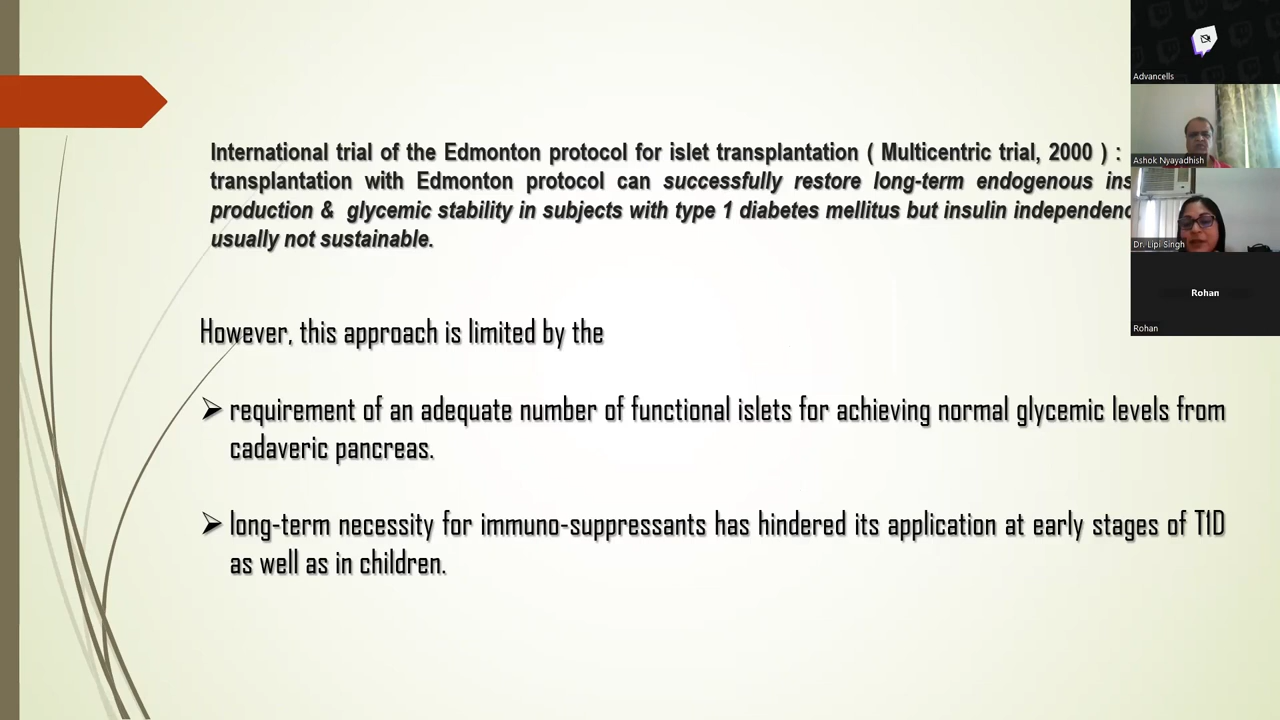 International trial of the Edmonton protocol for islet transplantation ( Multicentric trial, 2000 ) :
transplantation with Edmonton protocol can successfully restore long-term endogenous
production & glycemic stability in subjects with type 1 diabetes mellitus but insulin
usually not sustainable.
However, this approach is limited by the
➢ requirement of an adequate number of functional islets for achieving normal glycemic levels from
cadaveric pancreas.
➢ long-term necessity for immuno-suppressants has hindered its application at early stages of T1D
as well as in children.
Advancells
Ashok Nyayadhish
Dr. Lipi Singh
Rohan
Rohan